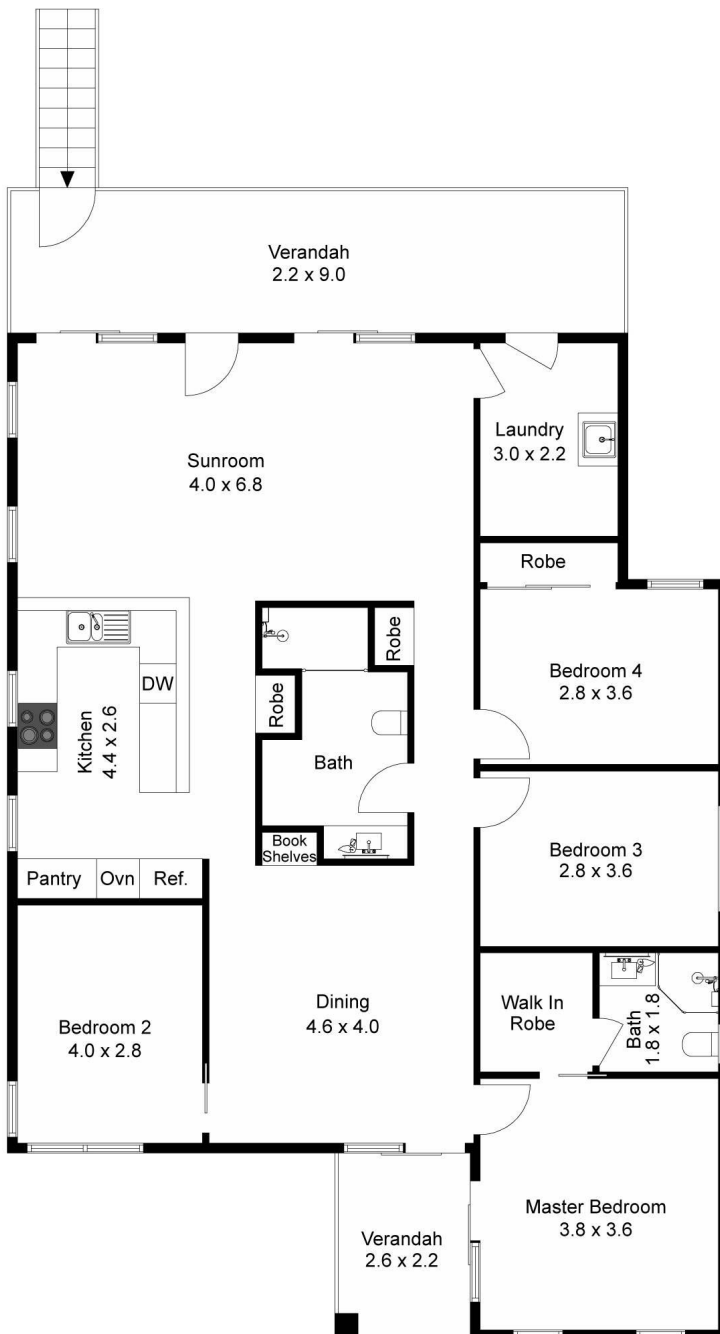 Verandah
2.2 x 9.0
Laundry
3.0 x 2.2
Sunroom
4.0 x 6.8
Robe
Robe
Bedroom 4
2.8 x 3.6
DW
Kitchen
4.4 x 2.6
Robe
Bath
Book
Shelves
Bedroom 3
2.8 x 3.6
Pantry
Ovn
Ref.
Bedroom 2
4.0 x 2.8
Dining
4.6 x 4.0
Walk In
Robe
Bath
1.8 x 1.8
Master Bedroom
3.8 x 3.6
Verandah
2.6 x 2.2